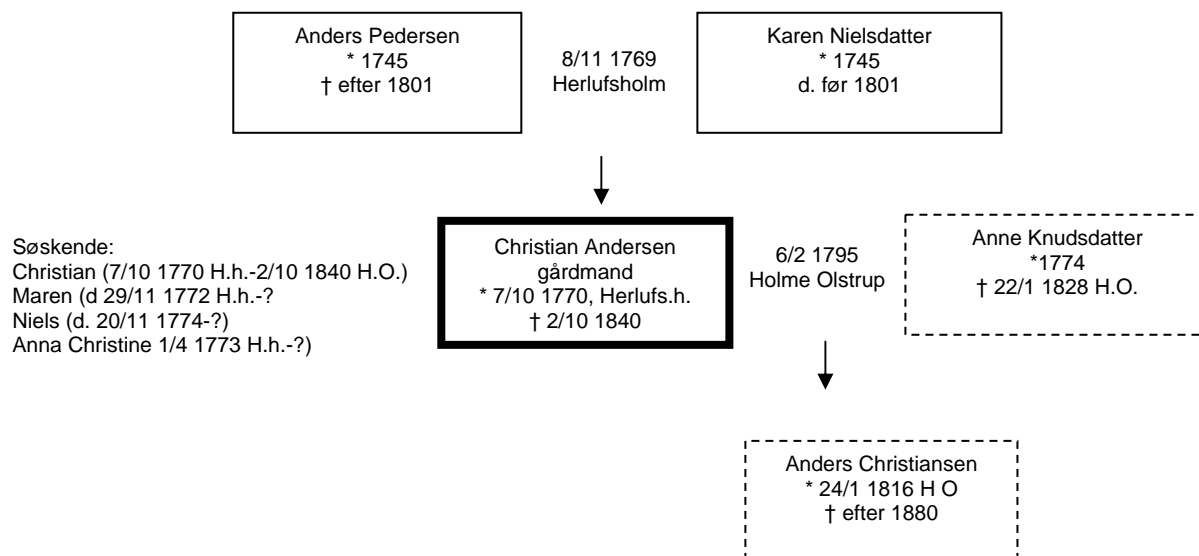 Anders Pedersen
* 1745
† efter 1801
8/11 1769
Herlufsholm
Karen Nielsdatter
* 1745
d. før 1801
Søskende:
Christian (7/10 1770 H.h.-2/10 1840 H.O.)
Maren (d 29/11 1772 H.h.-?
Niels (d. 20/11 1774-?)
Anna Christine 1/4 1773 H.h.-?)
Christian Andersen
gårdmand
* 7/10 1770, Herlufs.h.
† 2/10 1840
6/2 1795
Holme Olstrup
Anne Knudsdatter
*1774
† 22/1 1828 H.O.
Anders Christiansen
* 24/1 1816 H O
† efter 1880